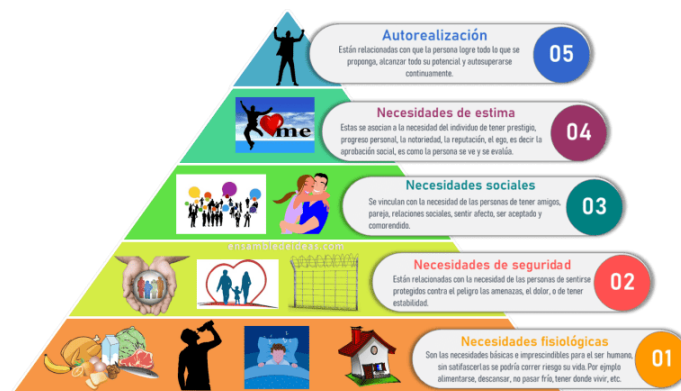 Autorealización
Están relacionadas con que la persona logre todo lo que se
proponga, alcanzar todo su potencial y autosuperarse
continuamente.
05
Necesidades de estima
Estas se asocian a la necesidad del individuo de tener prestigio,
progreso personal, la notoriedad, la reputación, el ego, es decir la
aprobación social, es como la persona se ve y se evalúa.
04
me
Necesidades sociales
Se vinculan con la necesidad de las personas de tener amigos,
pareja, relaciones sociales, sentir afecto, ser aceptado y
comprendido.
03
ensambledeideas.com
Necesidades de seguridad
Están relacionadas con la necesidad de las personas de sentirse
protegidos contra el peligro las amenazas, el dolor, o de tener
estabilidad.
02
Necesidades fisiológicas
Son las necesidades básicas e imprescindibles para el ser humano,
sin satifascerlas se podría correr riesgo su vida. Por ejmplo
alimentarse, descansar, no pasar frío, tener donde vivir, etc.
01